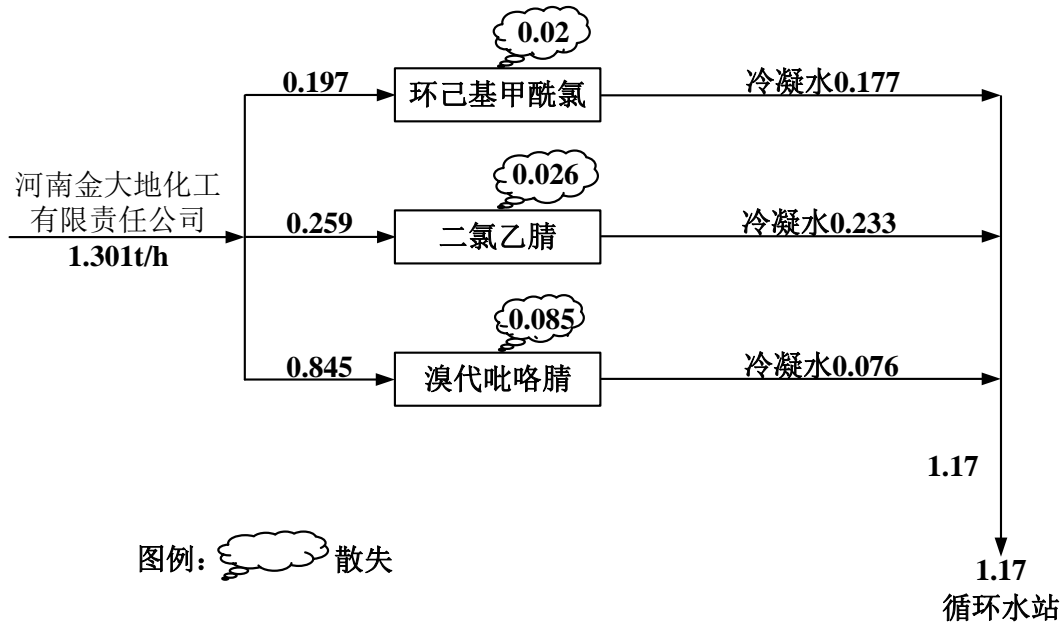 0.02
0.197
环己基甲酰氯
冷凝水0.177
河南金大地化工
有限责任公司
1.301t/h
0.026
0.259
二氯乙腈
冷凝水0.233
0.085
0.845
溴代吡咯腈
冷凝水0.076
1.17
图例：
散失
1.17
循环水站